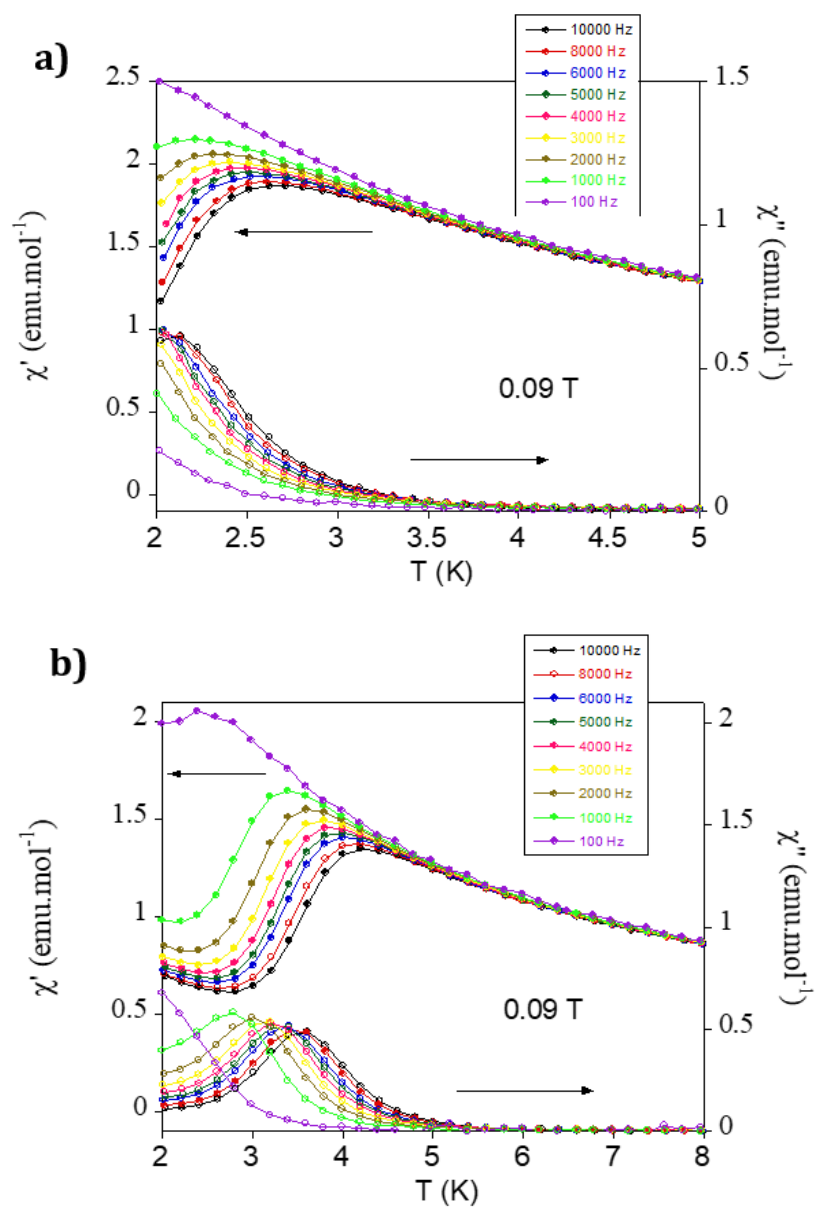 a)
10000 Hz
8000 Hz
6000 Hz
5000 Hz
4000 Hz
3000 Hz
2000 Hz
1000 Hz
100 Hz
2.5
2
1.5
1
0.5
0
χ' (emu.mol⁻¹)
1.5
1
0.5
0
χ'' (emu.mol⁻¹)
0.09 T
2 2.5 3 3.5 4 4.5 5
T (K)
b)
10000 Hz
8000 Hz
6000 Hz
5000 Hz
4000 Hz
3000 Hz
2000 Hz
1000 Hz
100 Hz
2
1.5
1
0.5
0
χ' (emu.mol⁻¹)
2
1.5
1
0.5
0
χ'' (emu.mol⁻¹)
0.09 T
2 3 4 5 6 7 8
T (K)